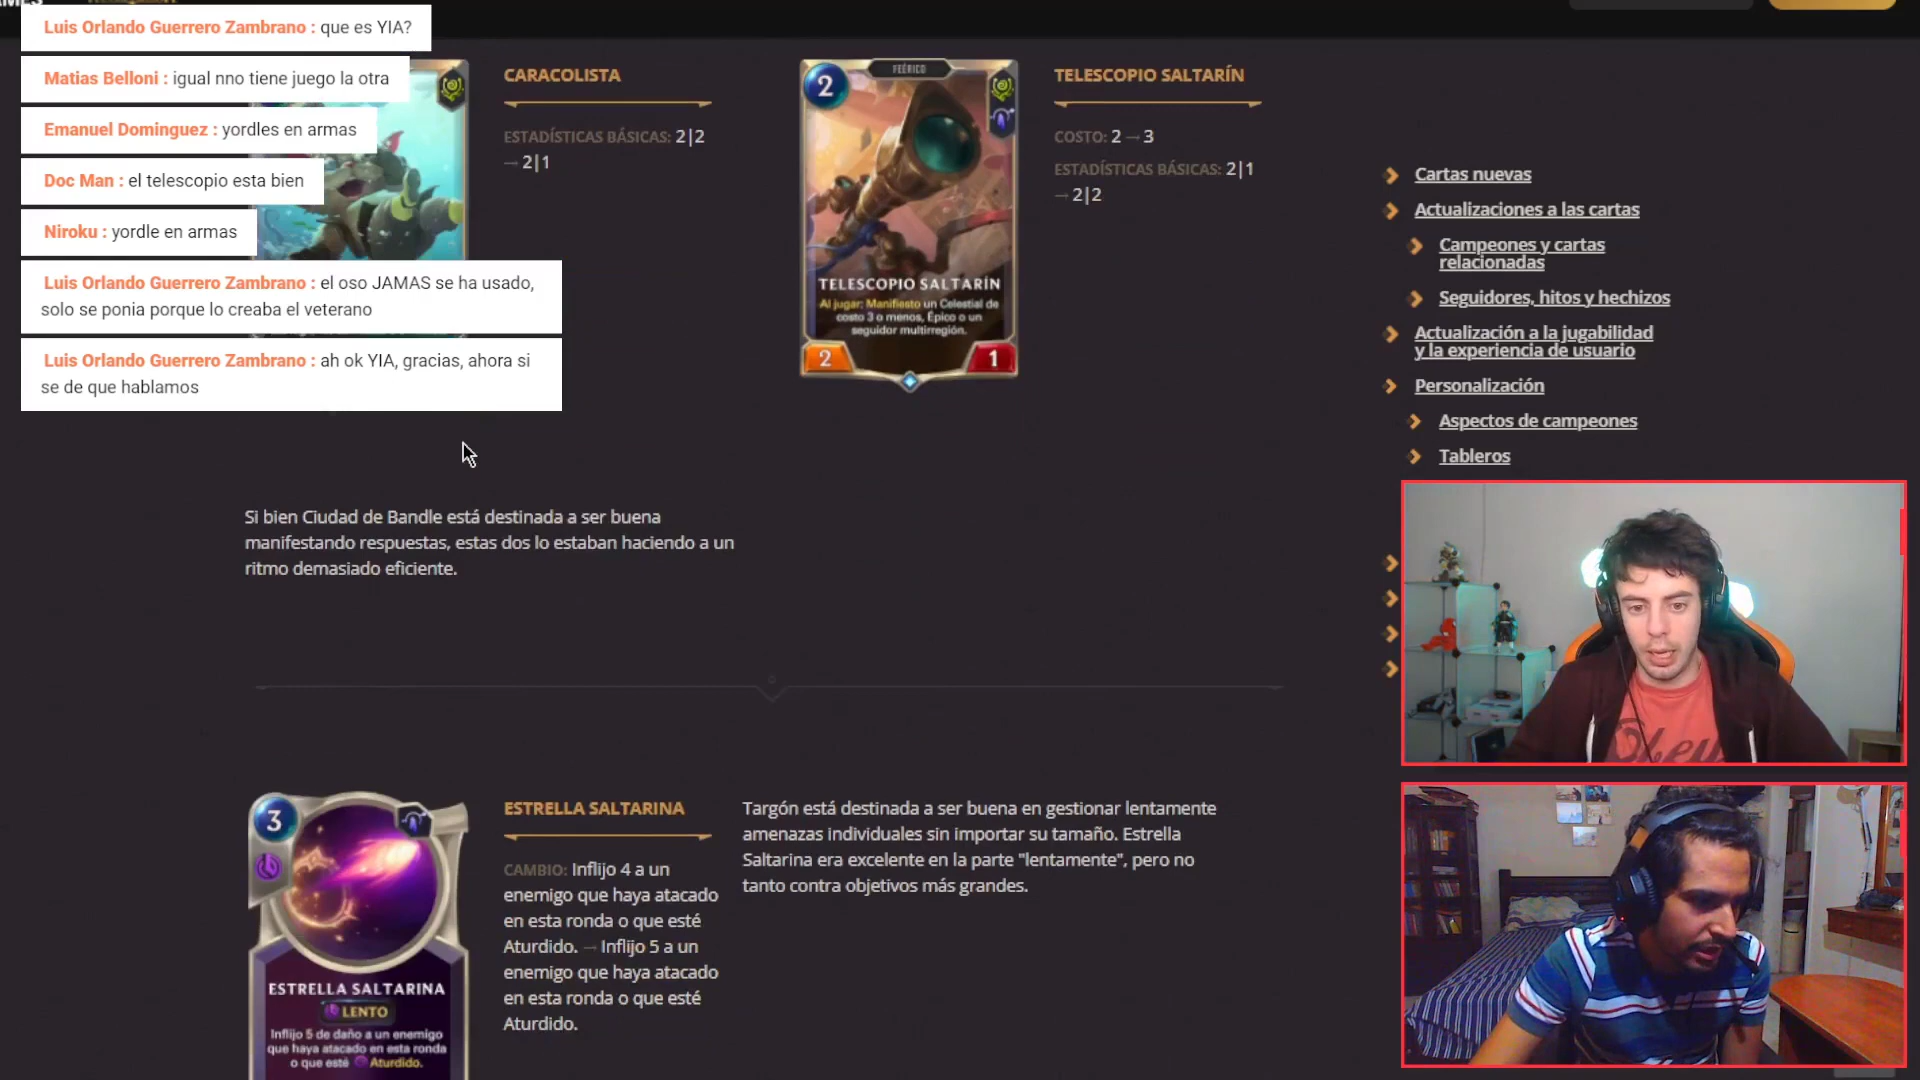 Luis Orlando Guerrero Zambrano : que es YIA?
Matias Belloni : igual nno tiene juego la otra
Emanuel Dominguez : yordles en armas
Doc Man : el telescopio esta bien
Niroku : yordle en armas
Luis Orlando Guerrero Zambrano : el oso JAMAS se ha usado,
solo se ponia porque lo creaba el veterano
Luis Orlando Guerrero Zambrano : ah ok YIA, gracias, ahora si
se de que hablamos
CARACOLISTA
ESTADÍSTICAS BÁSICAS: 2|2
→ 2|1
2
FEÉRICO
TELESCOPIO SALTARÍN
Al jugar: Manifiesto un Celestial de
costo 3 o menos, Épico o un
seguidor multirregión.
2
1
TELESCOPIO SALTARÍN
COSTO: 2 → 3
ESTADÍSTICAS BÁSICAS: 2|1
→ 2|2
Cartas nuevas
Actualizaciones a las cartas
Campeones y cartas
relacionadas
Seguidores, hitos y hechizos
Actualización a la jugabilidad
y la experiencia de usuario
Personalización
Aspectos de campeones
Tableros
Si bien Ciudad de Bandle está destinada a ser buena
manifestando respuestas, estas dos lo estaban haciendo a un
ritmo demasiado eficiente.
3
ESTRELLA SALTARINA
LENTO
Inflijo 5 de daño a un enemigo
que haya atacado en esta ronda
o que esté Aturdido.
ESTRELLA SALTARINA
CAMBIO: Inflijo 4 a un
enemigo que haya atacado
en esta ronda o que esté
Aturdido. → Inflijo 5 a un
enemigo que haya atacado
en esta ronda o que esté
Aturdido.
Targón está destinada a ser buena en gestionar lentamente
amenazas individuales sin importar su tamaño. Estrella
Saltarina era excelente en la parte "lentamente", pero no
tanto contra objetivos más grandes.